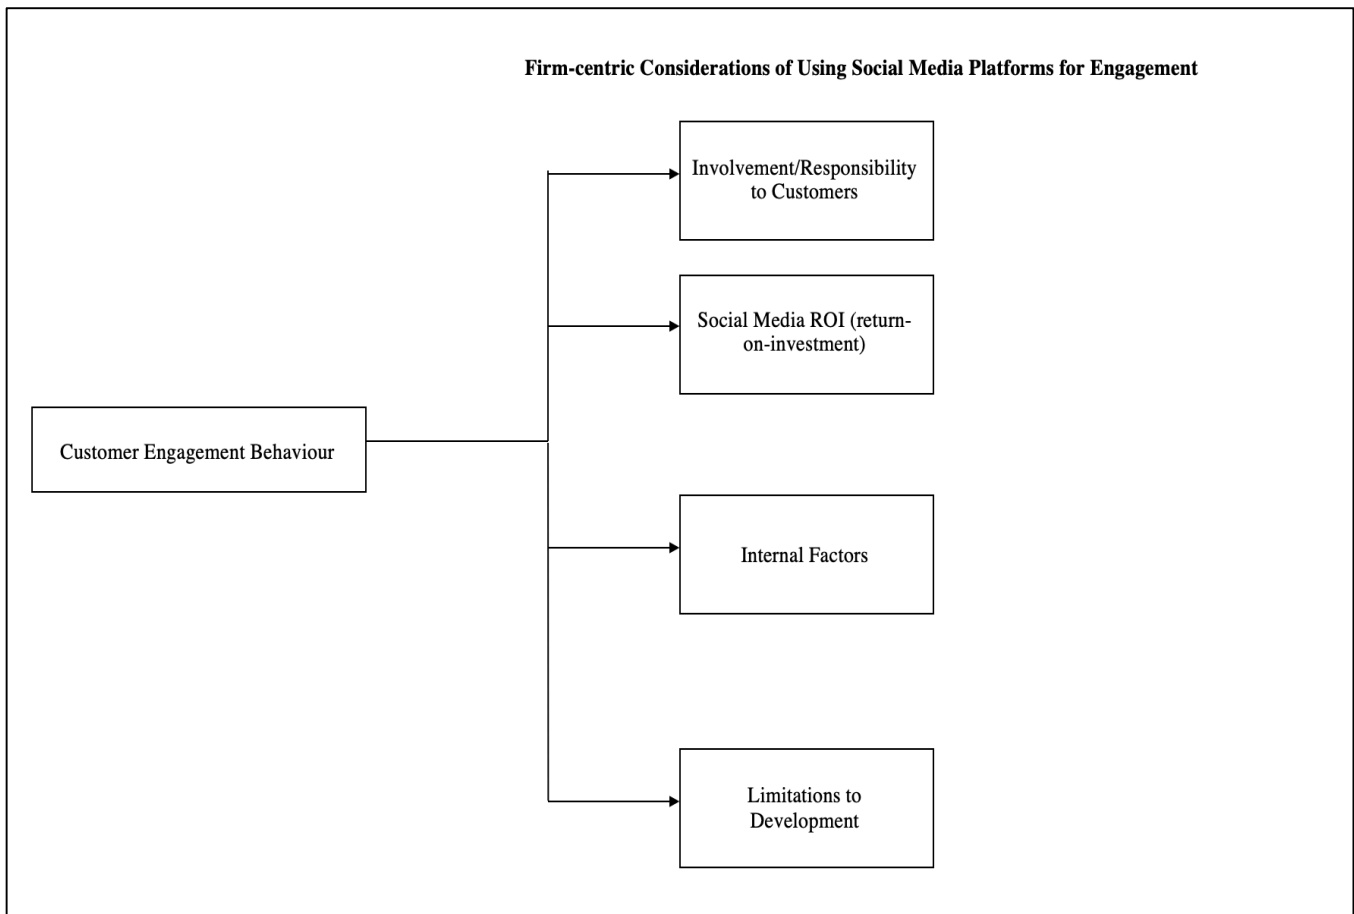 Firm-centric Considerations of Using Social Media Platforms for Engagement
Involvement/Responsibility
to Customers
Social Media ROI (return-
on-investment)
Customer Engagement Behaviour
Internal Factors
Limitations to
Development